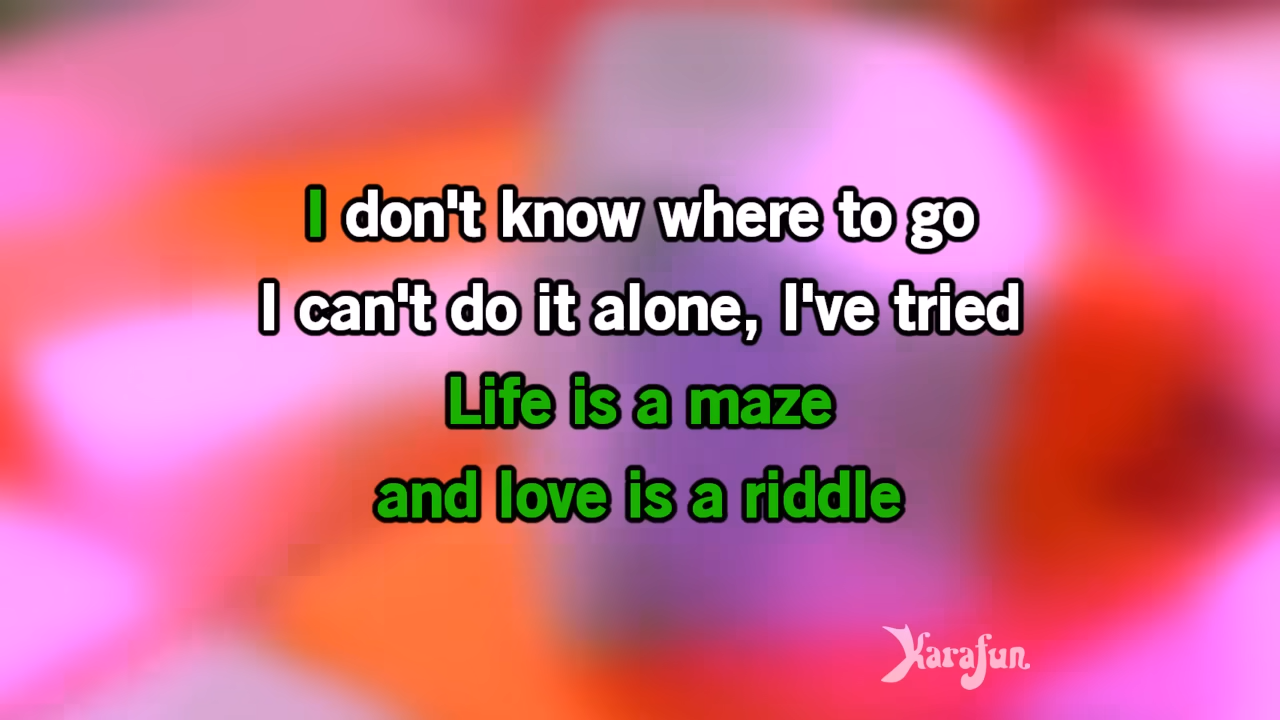 I don't know where to go
I can't do it alone, I've tried
Life is a maze
and love is a riddle
Karafun